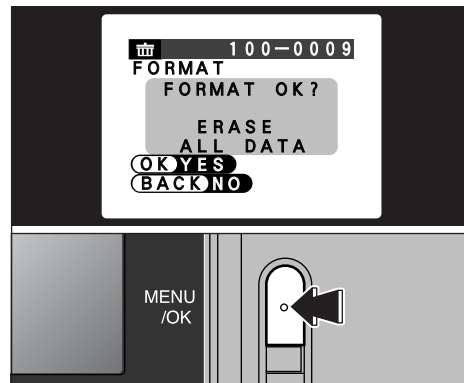 100-0009
FORMAT
FORMAT OK?
ERASE
ALL DATA
OK YES
BACK NO
MENU
/OK